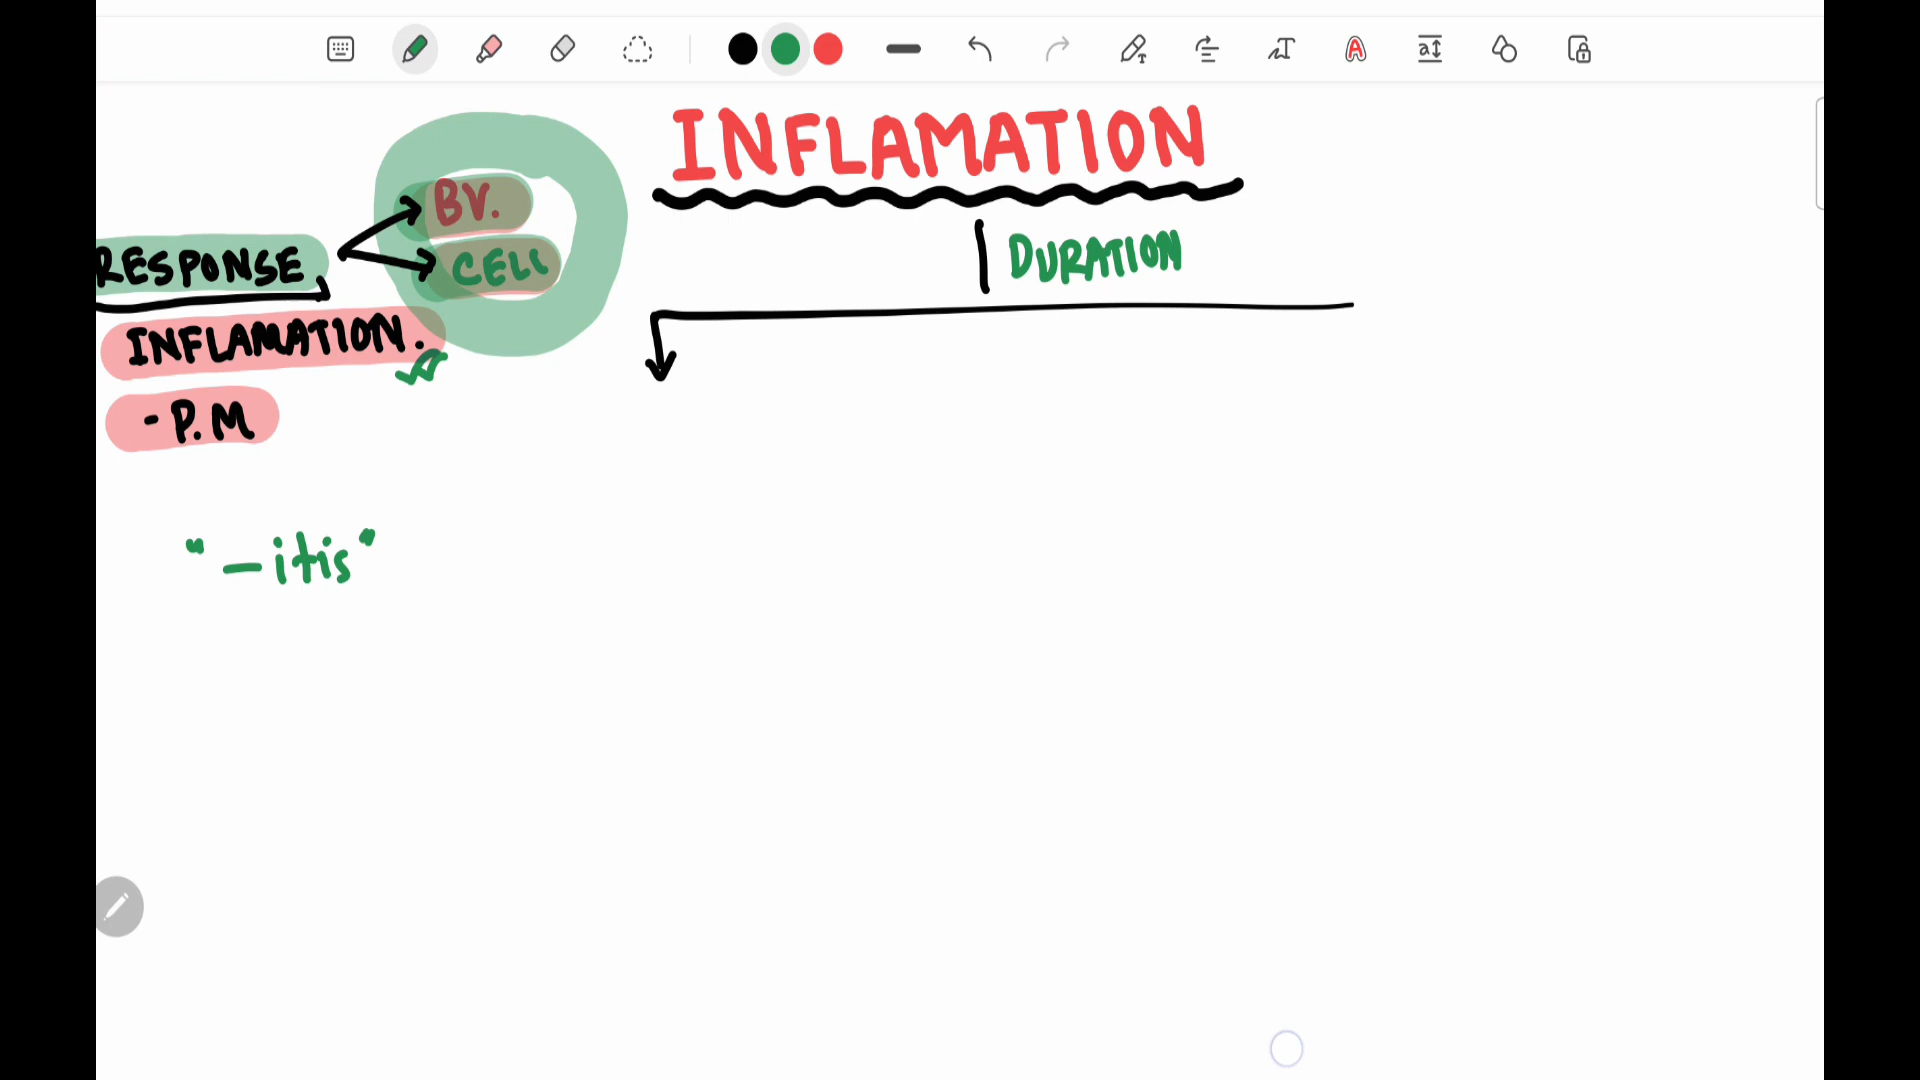 INFLAMATION
BV.
RESPONSE.
CELL
DURATION
INFLAMATION.
- P.M
"-itis"